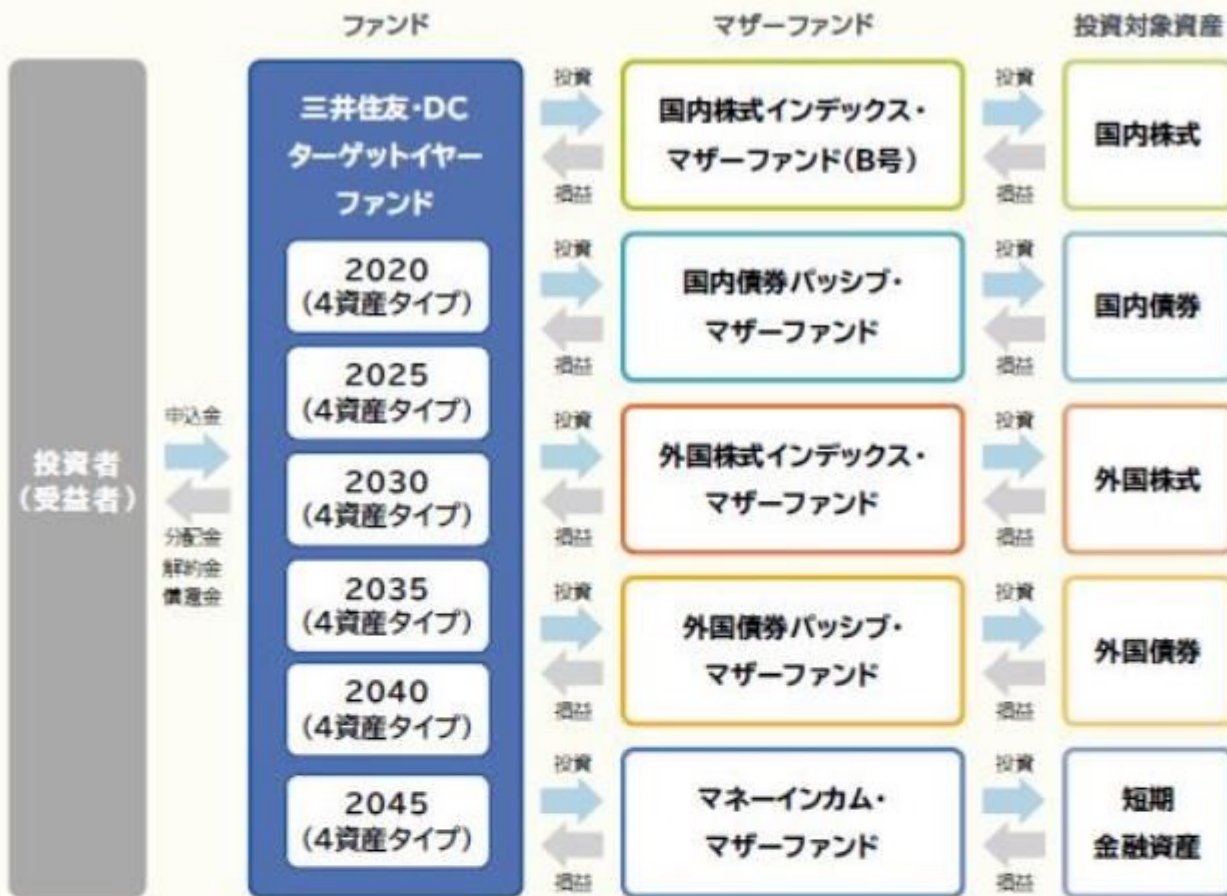 ファンド
マザーファンド
投資対象資産
投資者
(受益者)
申込金
分配金
解約金
償還金
三井住友・DC
ターゲットイヤー
ファンド
2020
(4資産タイプ)
2025
(4資産タイプ)
2030
(4資産タイプ)
2035
(4資産タイプ)
2040
(4資産タイプ)
2045
(4資産タイプ)
投資
損益
国内株式インデックス・
マザーファンド(B号)
投資
損益
国内株式
投資
損益
国内債券パッシブ・
マザーファンド
投資
損益
国内債券
投資
損益
外国株式インデックス・
マザーファンド
投資
損益
外国株式
投資
損益
外国債券パッシブ・
マザーファンド
投資
損益
外国債券
投資
損益
マネーインカム・
マザーファンド
投資
損益
短期
金融資産